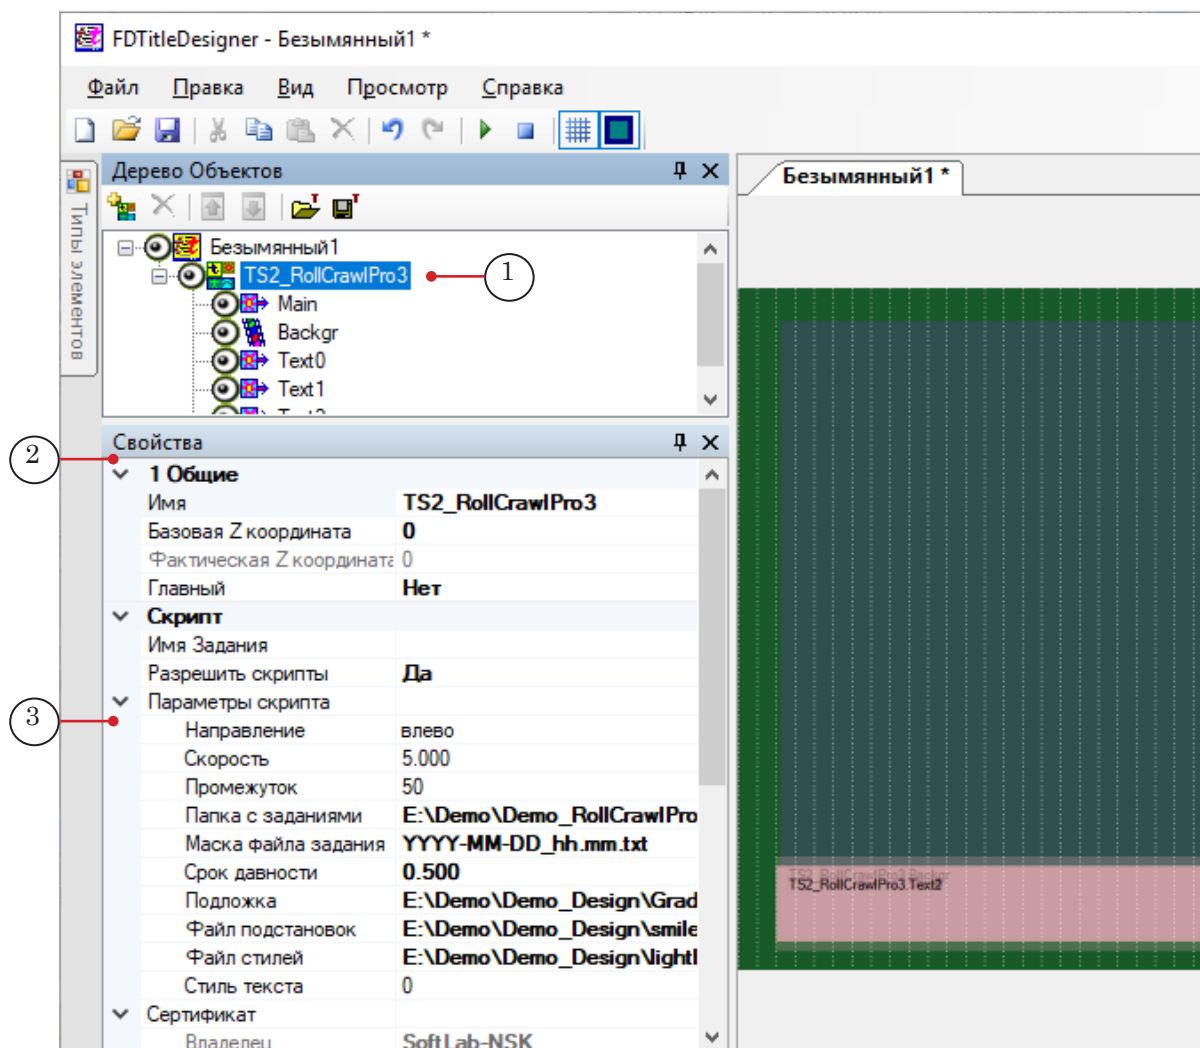 FDTitleDesigner - Безымянный1 *
Файл Правка Вид Просмотр Справка
Типы элементов
Дерево Объектов
Безымянный1 *
Безымянный1
TS2_RollCrawlPro3
1
Main
Backgr
Text0
Text1
Свойства
2
1 Общие
Имя TS2_RollCrawlPro3
Базовая Z координата 0
Фактическая Z координата 0
Главный Нет
Скрипт
Имя Задания
Разрешить скрипты Да
Параметры скрипта
3
Направление влево
Скорость 5.000
Промежуток 50
Папка с заданиями E:\Demo\Demo_RollCrawlPro
Маска файла задания YYYY-MM-DD_hh.mm.txt
Срок давности 0.500
Подложка E:\Demo\Demo_Design\Grad
Файл подстановок E:\Demo\Demo_Design\smile
Файл стилей E:\Demo\Demo_Design\lightl
Стиль текста 0
Сертификат
Владелец SoftLab-NSK
TS2_RollCrawlPro3.Text2